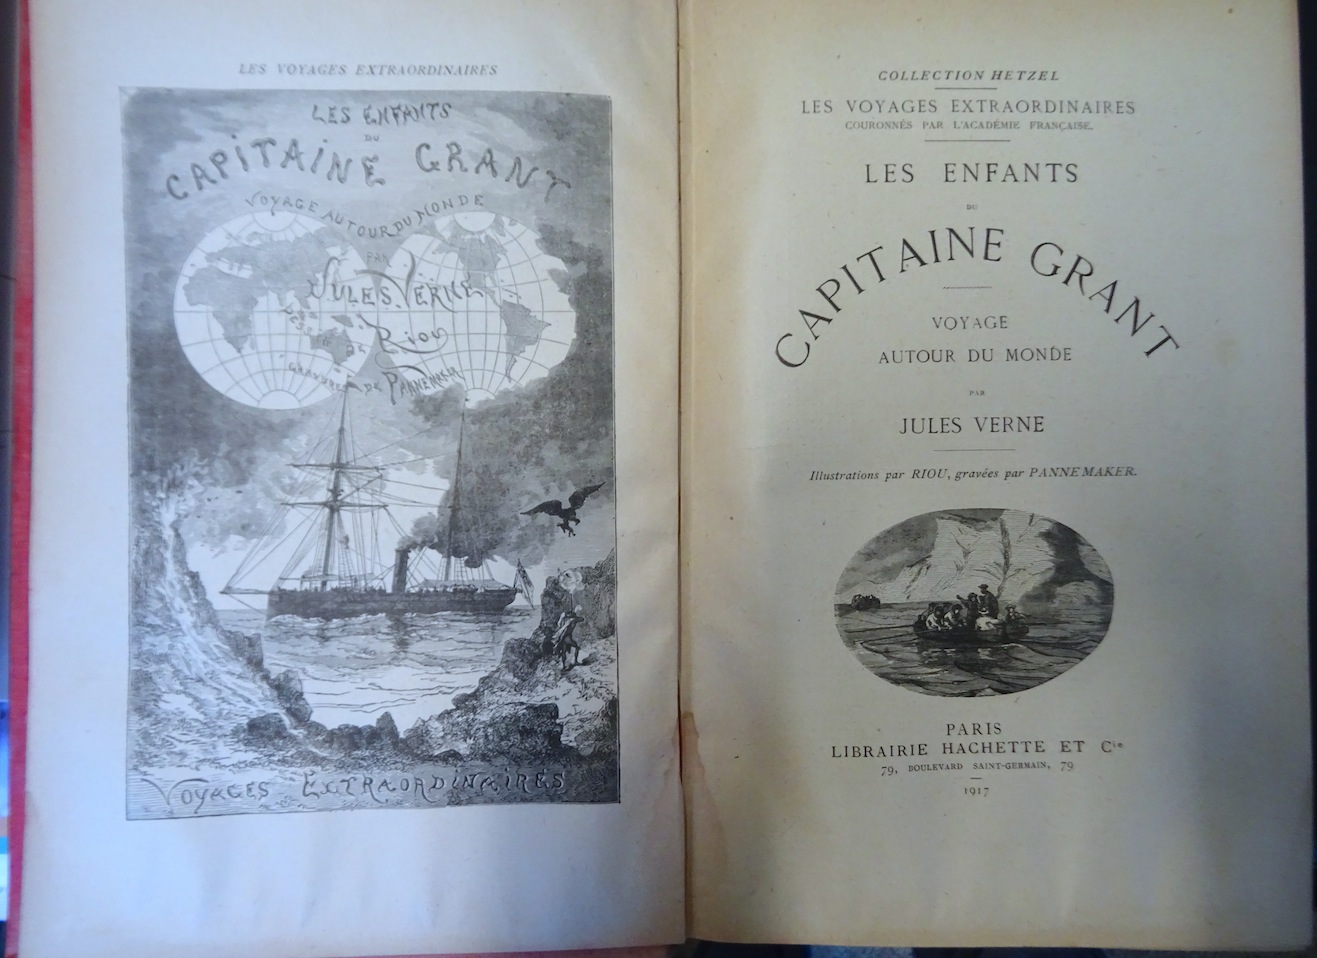 LES VOYAGES EXTRAORDINAIRES
LES ENFANTS
DU
CAPITAINE GRANT
VOYAGE AUTOUR DU MONDE
PAR
JULES VERNE
DESSINS DE RIOU
GRAVURES DE PANNEMAKER
VOYAGES EXTRAORDINAIRES
COLLECTION HETZEL
LES VOYAGES EXTRAORDINAIRES
COURONNÉS PAR L'ACADÉMIE FRANÇAISE.
LES ENFANTS
DU
CAPITAINE GRANT
VOYAGE
AUTOUR DU MONDE
PAR
JULES VERNE
Illustrations par RIOU, gravées par PANNEMAKER.
PARIS
LIBRAIRIE HACHETTE ET Cie
79, BOULEVARD SAINT-GERMAIN, 79
1917